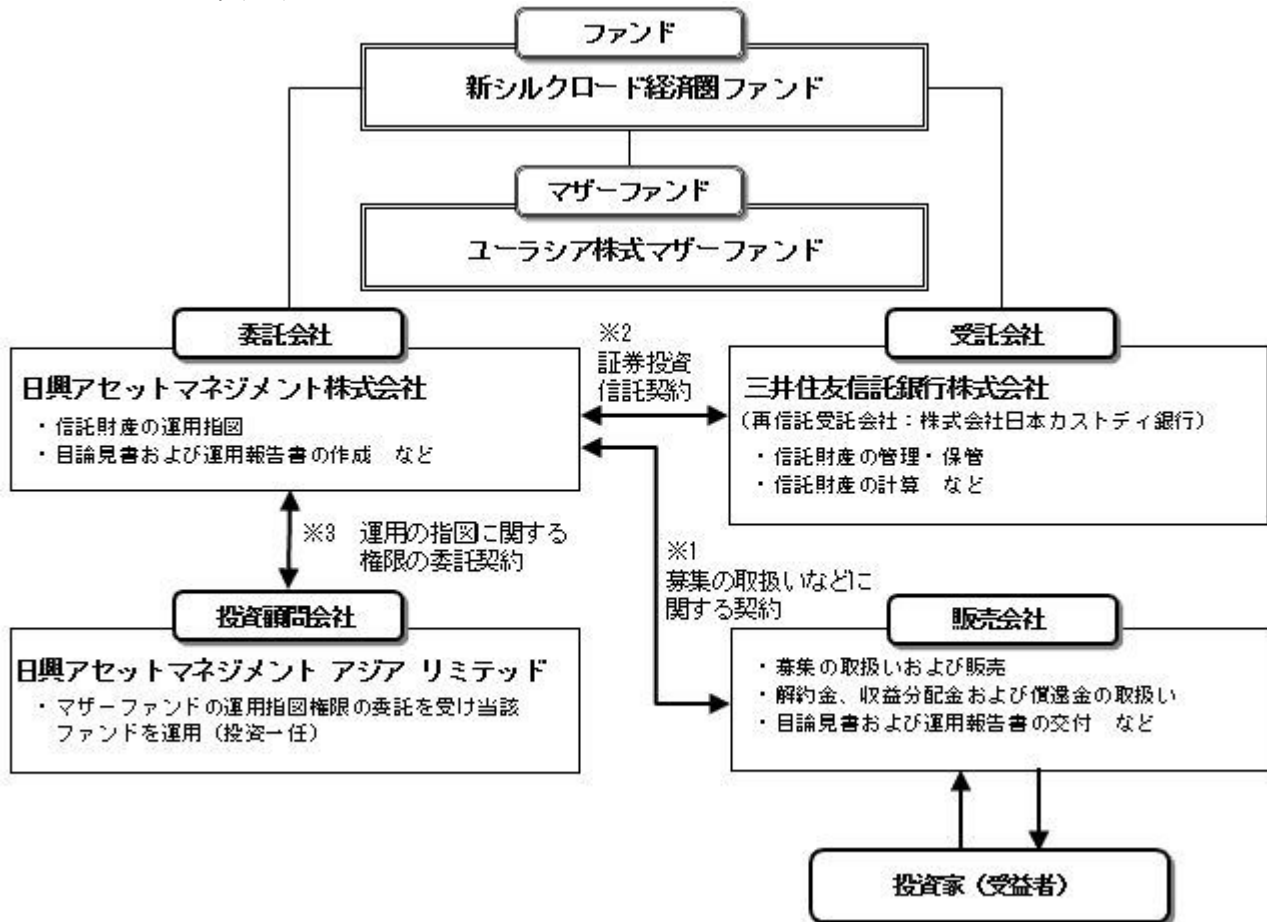 ファンド
新シルクロード経済圏ファンド
マザーファンド
ユーラシア株式マザーファンド
委託会社
日興アセットマネジメント株式会社
・信託財産の運用指図
・目論見書および運用報告書の作成 など
※2
証券投資
信託契約
受託会社
三井住友信託銀行株式会社
(再信託受託会社:株式会社日本カストディ銀行)
・信託財産の管理・保管
・信託財産の計算 など
※3 運用の指図に関する
権限の委託契約
※1
募集の取扱いなどに
関する契約
投資顧問会社
日興アセットマネジメント アジア リミテッド
・マザーファンドの運用指図権限の委託を受け当該
ファンドを運用(投資一任)
販売会社
・募集の取扱いおよび販売
・解約金、収益分配金および償還金の取扱い
・目論見書および運用報告書の交付 など
投資家(受益者)